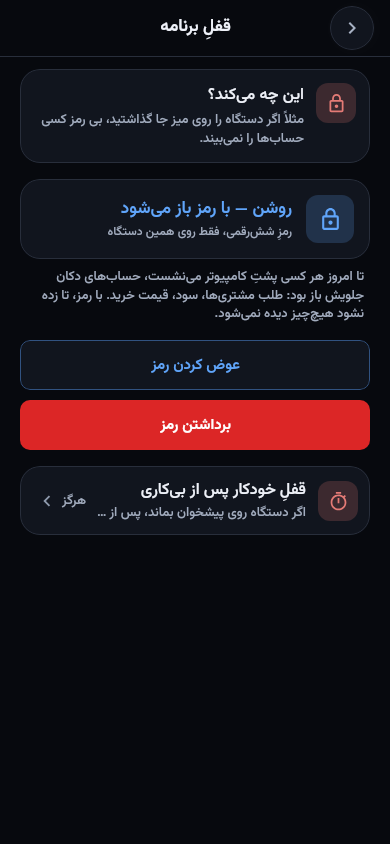 قفلِ برنامه
این چه می‌کند؟
مثلاً اگر دستگاه را روی میز جا گذاشتید، بی رمز کسی
حساب‌ها را نمی‌بیند.
روشن — با رمز باز می‌شود
رمزِ شش‌رقمی، فقط روی همین دستگاه
تا امروز هر کسی پشتِ کامپیوتر می‌نشست، حساب‌های دکان
جلویش باز بود: طلب مشتری‌ها، سود، قیمت خرید. با رمز، تا زده
نشود هیچ‌چیز دیده نمی‌شود.
عوض کردن رمز
برداشتن رمز
قفلِ خودکار پس از بی‌کاری
اگر دستگاه روی پیشخوان بماند، پس از ...
هرگز